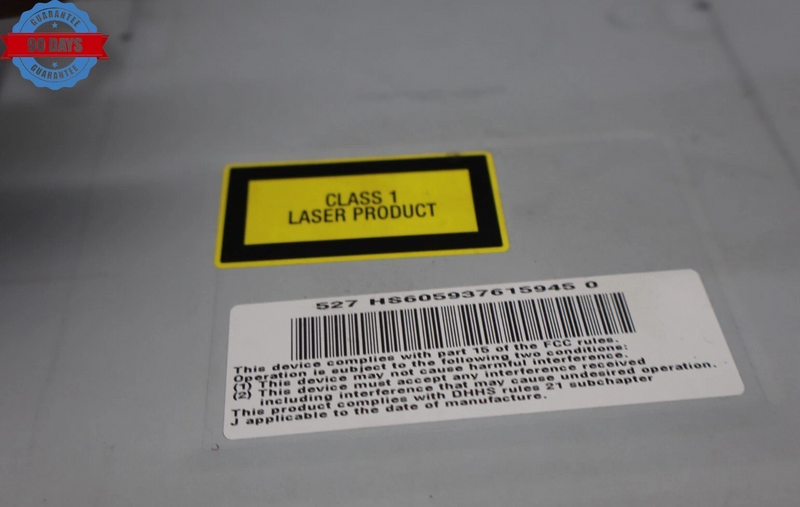 GUARANTEE
90 DAYS
GUARANTEE
CLASS 1
LASER PRODUCT
527 HS605937615945 0
This device complies with part 15 of the FCC rules.
Operation is subject to the following two conditions:
(1) This device may not cause harmful interference.
(2) This device must accept any interference received
including interference that may cause undesired operation.
This product complies with DHHS rules 21 subchapter
J applicable to the date of manufacture.